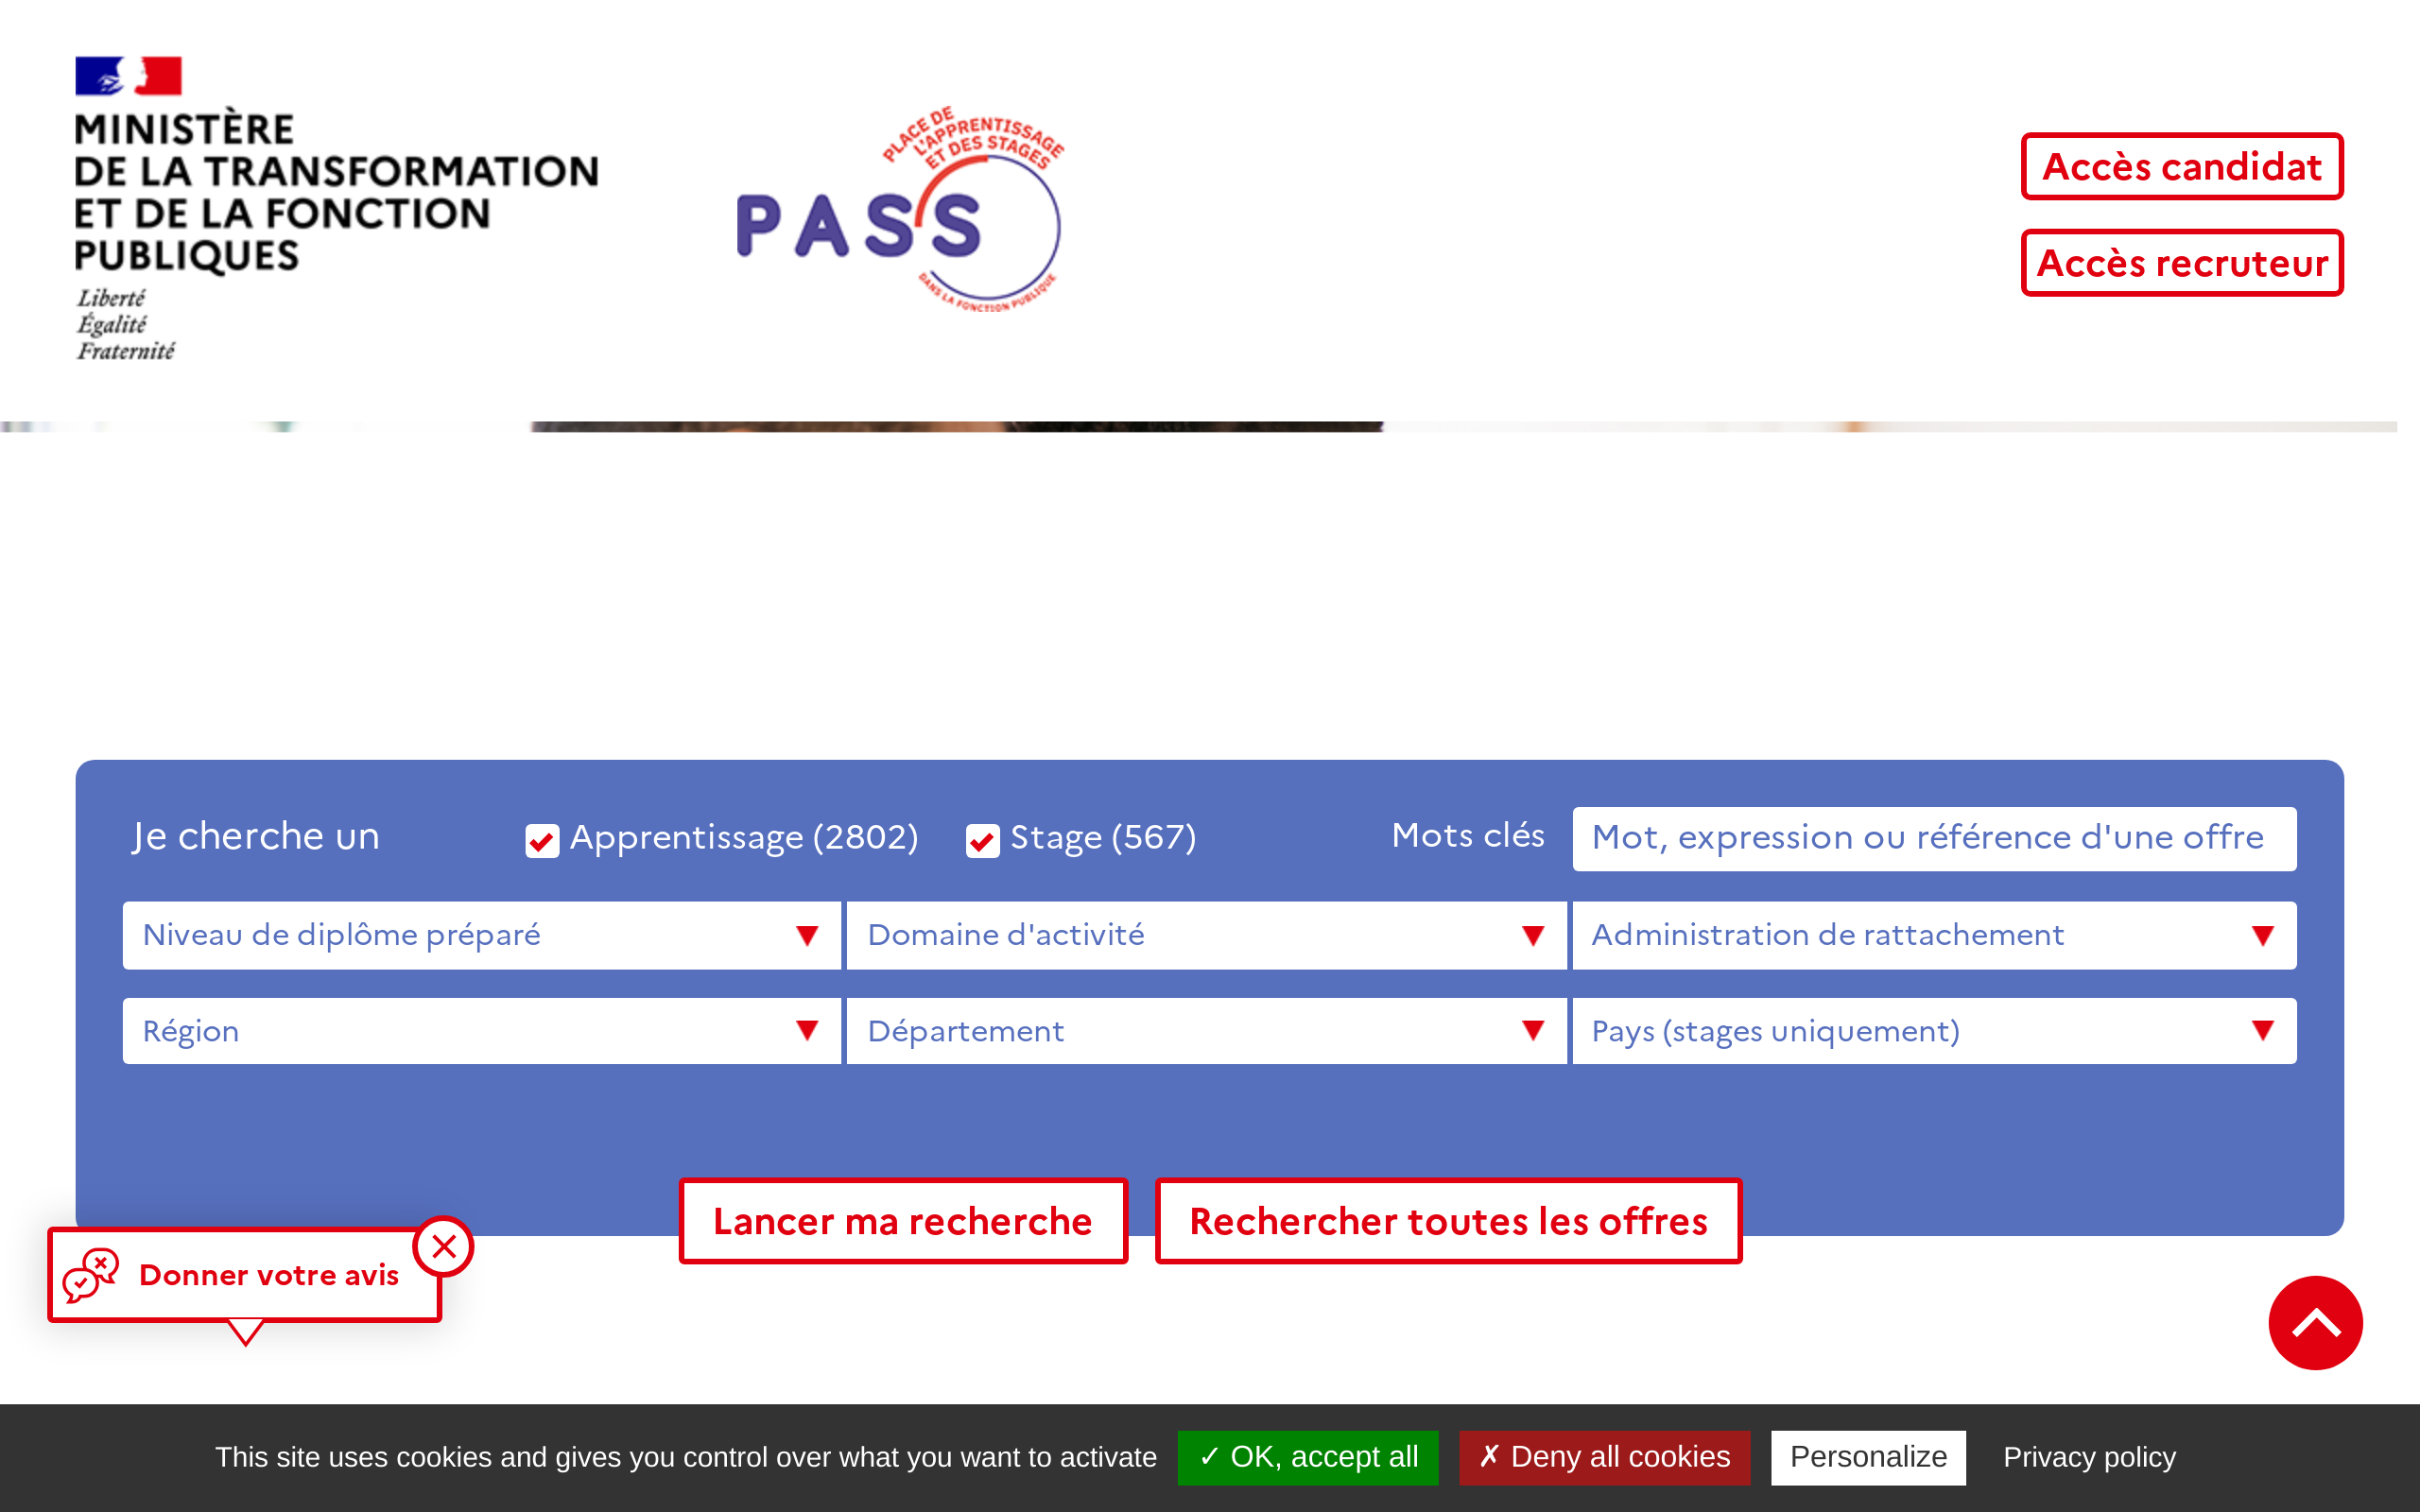 MINISTÈRE
DE LA TRANSFORMATION
ET DE LA FONCTION
PUBLIQUES
Liberté
Égalité
Fraternité
PLACE DE
L'APPRENTISSAGE
ET DES STAGES
PASS
DANS LA FONCTION PUBLIQUE
Accès candidat
Accès recruteur
Je cherche un
Apprentissage (2802)
Stage (567)
Mots clés
Mot, expression ou référence d'une offre
Niveau de diplôme préparé
Domaine d'activité
Administration de rattachement
Région
Département
Pays (stages uniquement)
Lancer ma recherche
Rechercher toutes les offres
Donner votre avis
This site uses cookies and gives you control over what you want to activate
✓ OK, accept all
✗ Deny all cookies
Personalize
Privacy policy